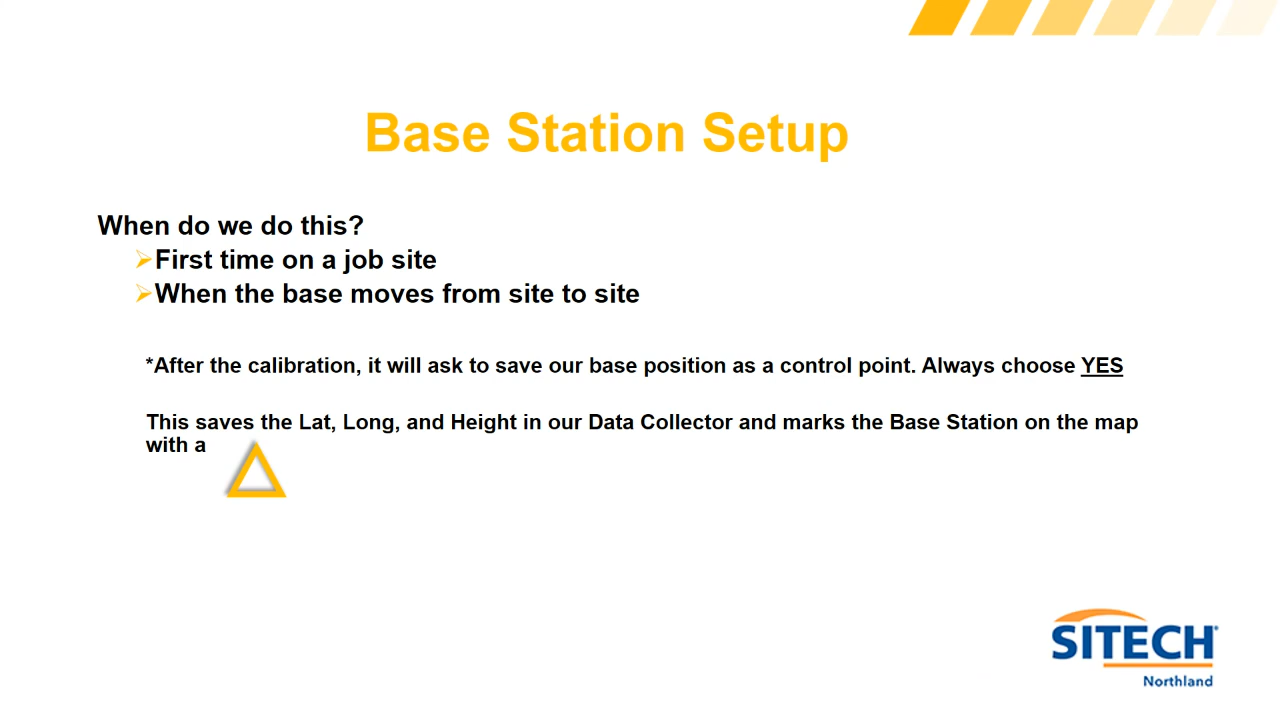 Base Station Setup
When do we do this?
First time on a job site
When the base moves from site to site
*After the calibration, it will ask to save our base position as a control point. Always choose YES
This saves the Lat, Long, and Height in our Data Collector and marks the Base Station on the map
with a
SITECH
Northland